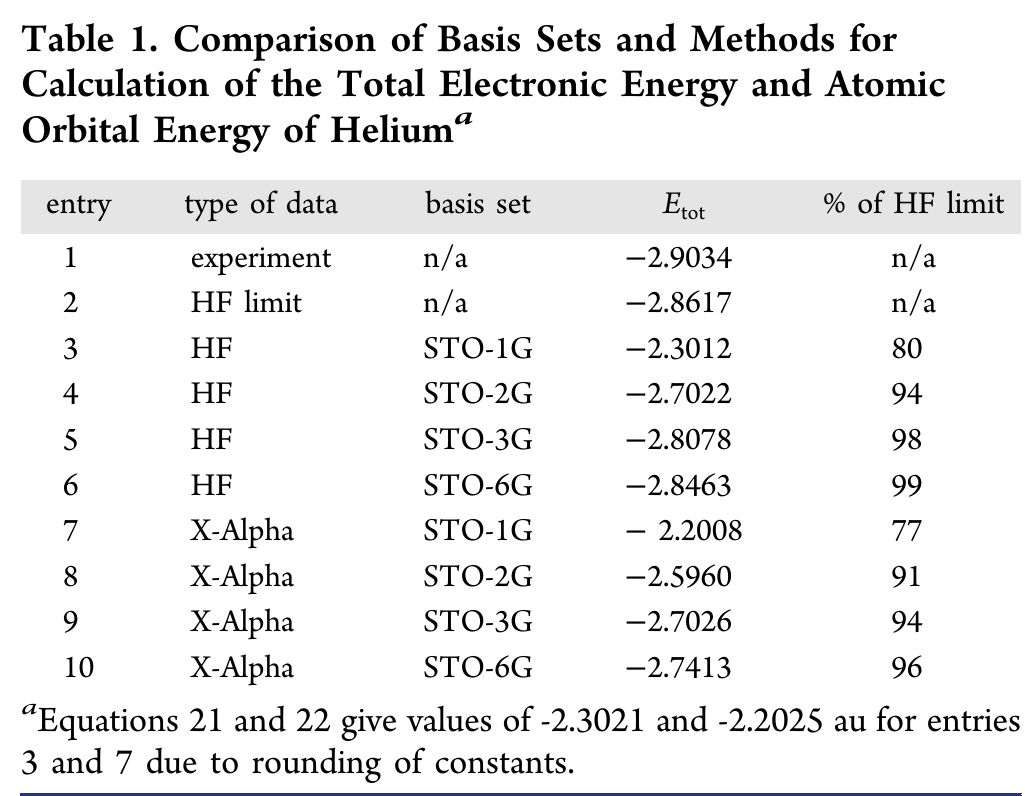 Table 1. Comparison of Basis Sets and Methods for
Calculation of the Total Electronic Energy and Atomic
Orbital Energy of Heliumᵃ
entry type of data basis set Etot % of HF limit
1 experiment n/a −2.9034 n/a
2 HF limit n/a −2.8617 n/a
3 HF STO-1G −2.3012 80
4 HF STO-2G −2.7022 94
5 HF STO-3G −2.8078 98
6 HF STO-6G −2.8463 99
7 X-Alpha STO-1G − 2.2008 77
8 X-Alpha STO-2G −2.5960 91
9 X-Alpha STO-3G −2.7026 94
10 X-Alpha STO-6G −2.7413 96
ᵃEquations 21 and 22 give values of -2.3021 and -2.2025 au for entries
3 and 7 due to rounding of constants.